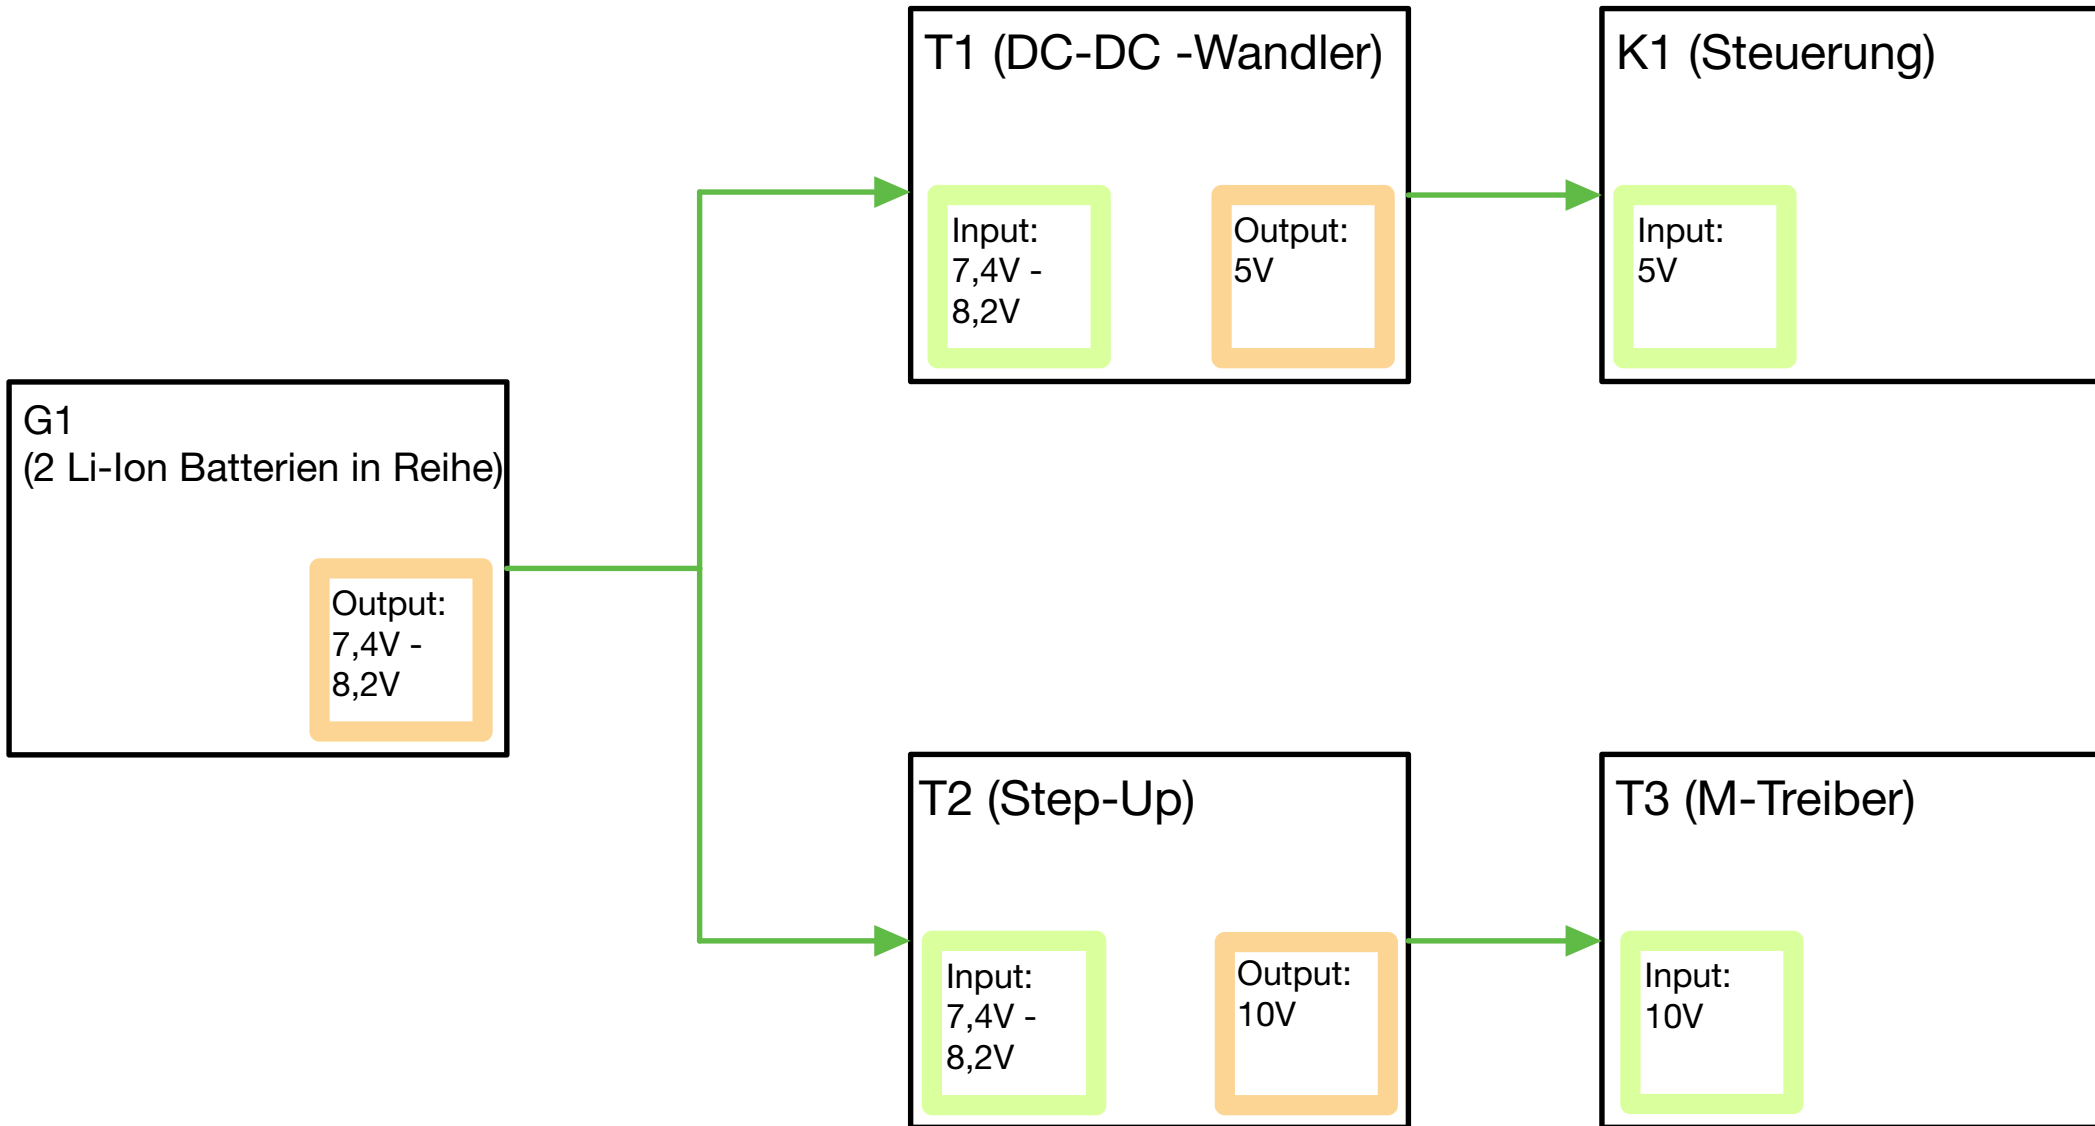 T1 (DC-DC -Wandler)
Input:
7,4V -
8,2V
Output:
5V
K1 (Steuerung)
Input:
5V
G1
(2 Li-Ion Batterien in Reihe)
Output:
7,4V -
8,2V
T2 (Step-Up)
Input:
7,4V -
8,2V
Output:
10V
T3 (M-Treiber)
Input:
10V